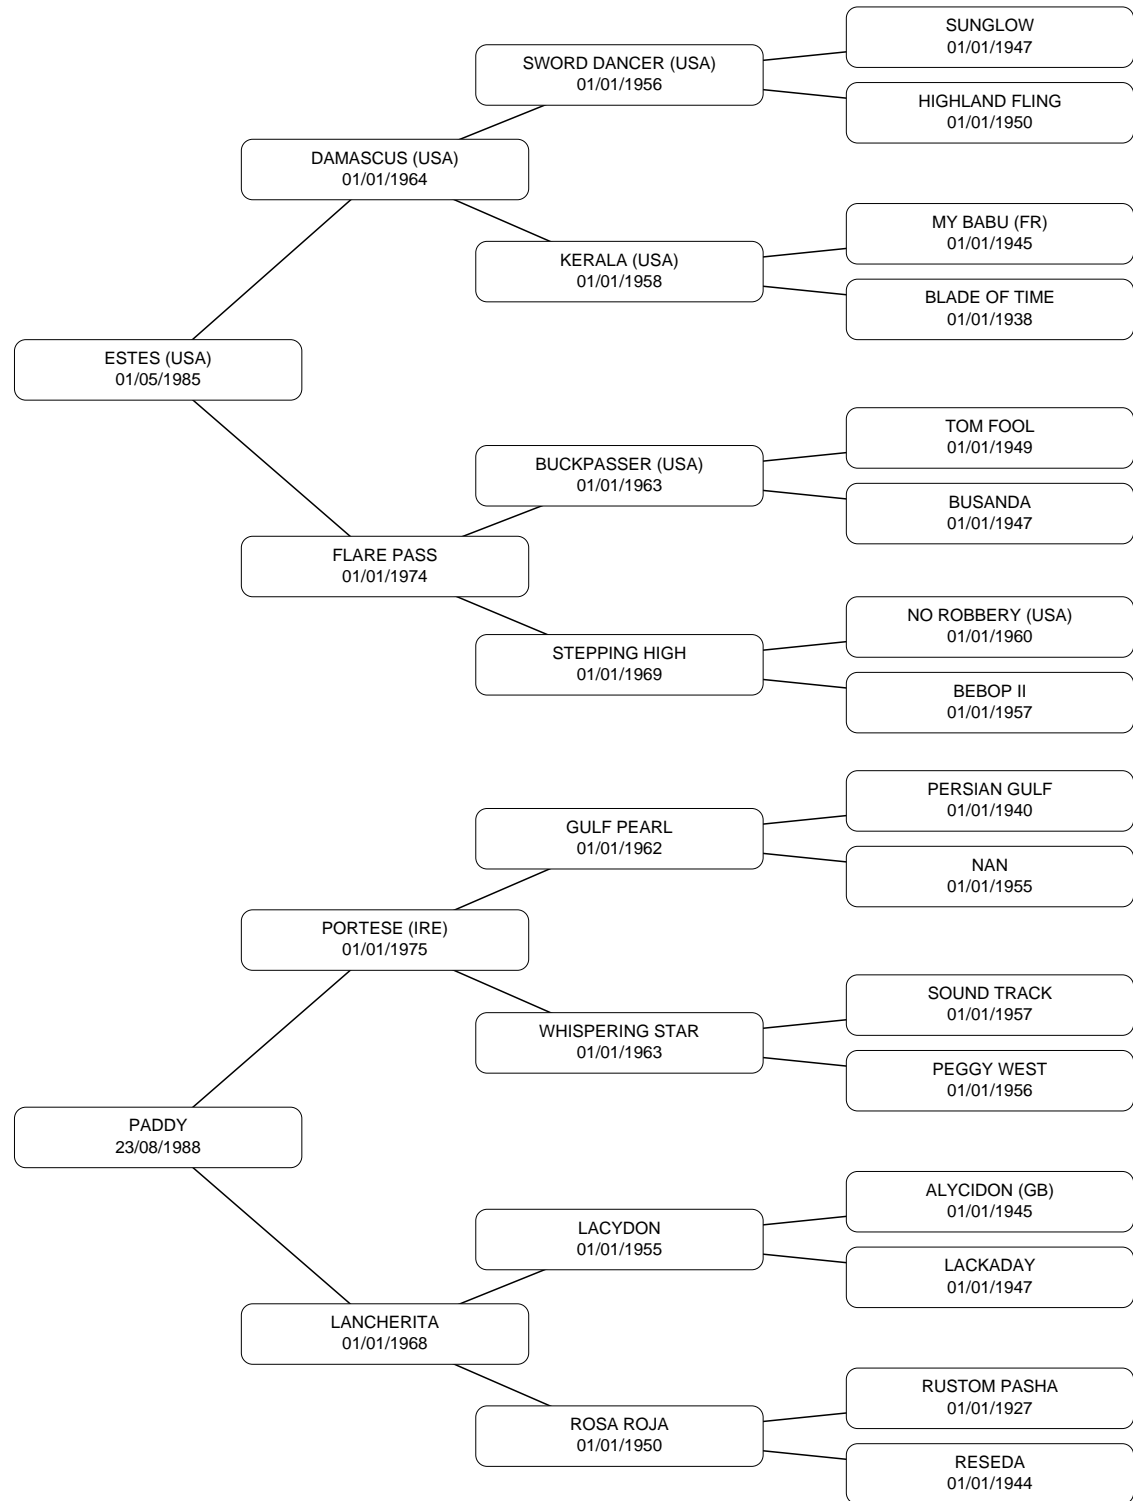 SUNGLOW
01/01/1947
SWORD DANCER (USA)
01/01/1956
HIGHLAND FLING
01/01/1950
DAMASCUS (USA)
01/01/1964
MY BABU (FR)
01/01/1945
KERALA (USA)
01/01/1958
BLADE OF TIME
01/01/1938
ESTES (USA)
01/05/1985
TOM FOOL
01/01/1949
BUCKPASSER (USA)
01/01/1963
BUSANDA
01/01/1947
FLARE PASS
01/01/1974
NO ROBBERY (USA)
01/01/1960
STEPPING HIGH
01/01/1969
BEBOP II
01/01/1957
PERSIAN GULF
01/01/1940
GULF PEARL
01/01/1962
NAN
01/01/1955
PORTESE (IRE)
01/01/1975
SOUND TRACK
01/01/1957
WHISPERING STAR
01/01/1963
PEGGY WEST
01/01/1956
PADDY
23/08/1988
ALYCIDON (GB)
01/01/1945
LACYDON
01/01/1955
LACKADAY
01/01/1947
LANCHERITA
01/01/1968
RUSTOM PASHA
01/01/1927
ROSA ROJA
01/01/1950
RESEDA
01/01/1944